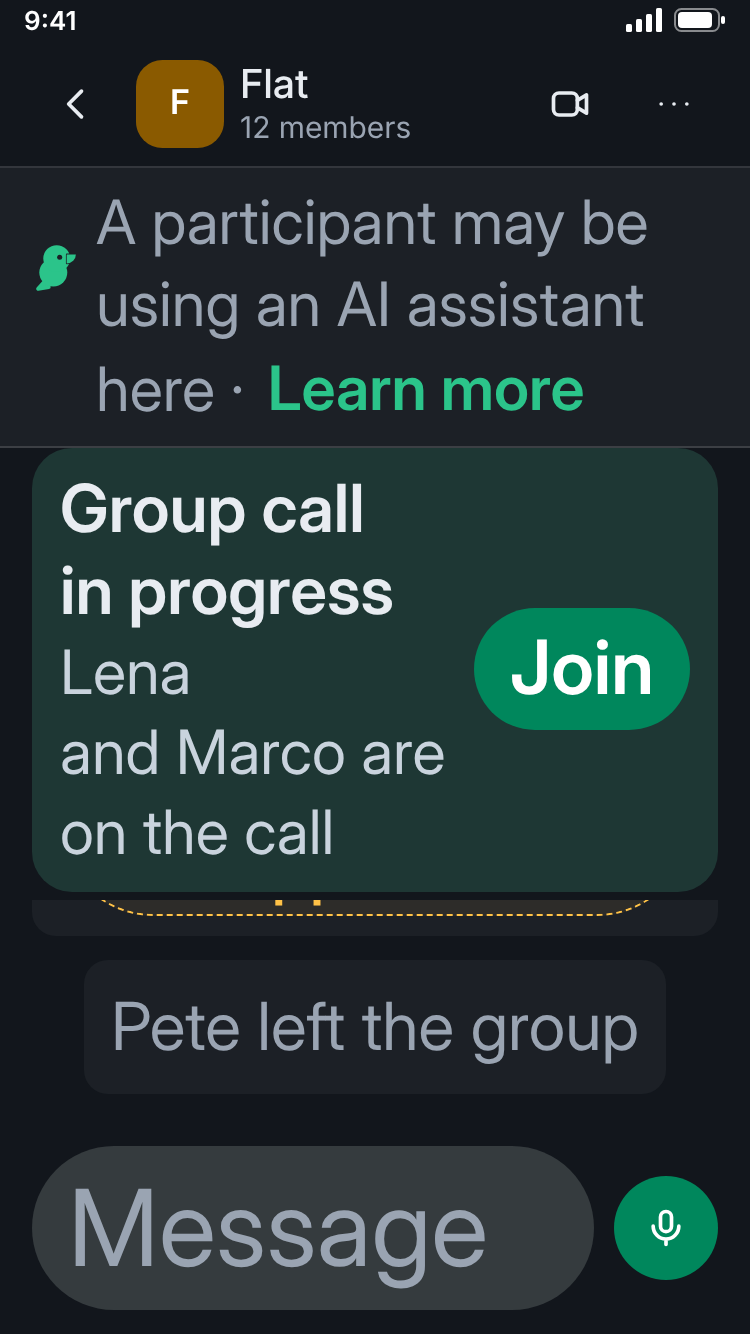 9:41
F
Flat
12 members
A participant may be
using an AI assistant
here · Learn more
Group call
in progress
Lena
and Marco are
on the call
Join
Pete left the group
Message